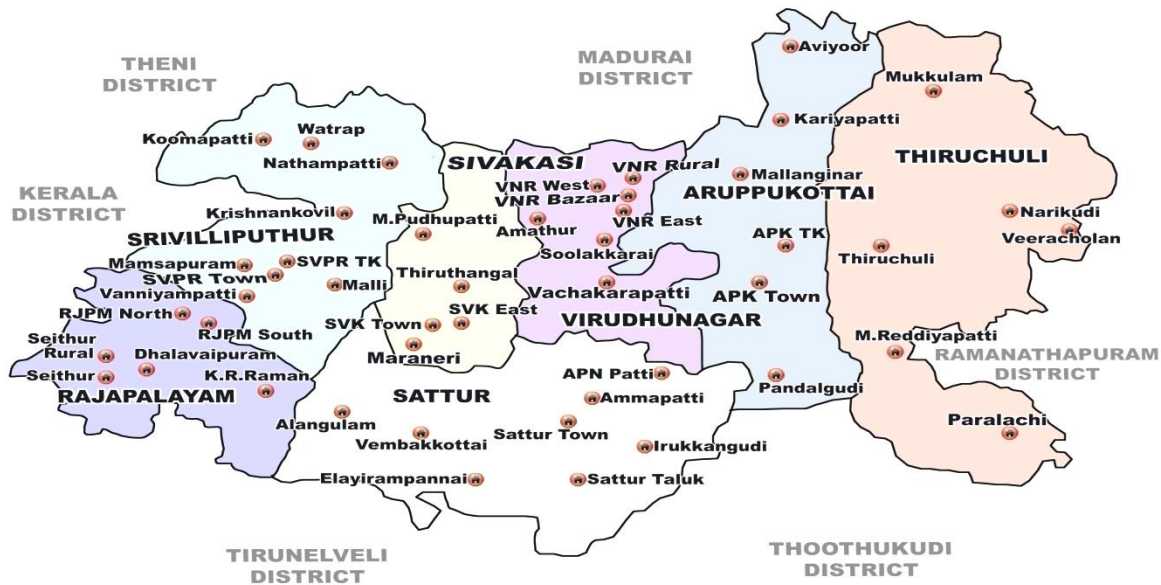 Aviyoor
THENI
DISTRICT
MADURAI
DISTRICT
Mukkulam
Kariyapatti
Koomapatti
Watrap
Nathampatti
SIVAKASI
VNR Rural
THIRUCHULI
Mallanginar
VNR West
ARUPPUKOTTAI
VNR Bazaar
KERALA
DISTRICT
Krishnankovil
M.Pudhupatti
Amathur
VNR East
Narikudi
Veeracholan
SRIVILLIPUTHUR
Soolakkarai
APK TK
Thiruchuli
Mamsapuram
SVPR TK
SVPR Town
Thiruthangal
Malli
Vanniyampatti
Vachakarapatti
APK Town
RJPM North
SVK East
VIRUDHUNAGAR
SVK Town
RJPM South
Seithur
Rural
Maraneri
M.Reddiyapatti
RAMANATHAPURAM
DISTRICT
Dhalavaipuram
Seithur
K.R.Raman
APN Patti
Pandalgudi
RAJAPALAYAM
SATTUR
Ammapatti
Alangulam
Vembakkottai
Sattur Town
Paralachi
Irukkangudi
Elayirampannai
Sattur Taluk
TIRUNELVELI
DISTRICT
THOOTHUKUDI
DISTRICT